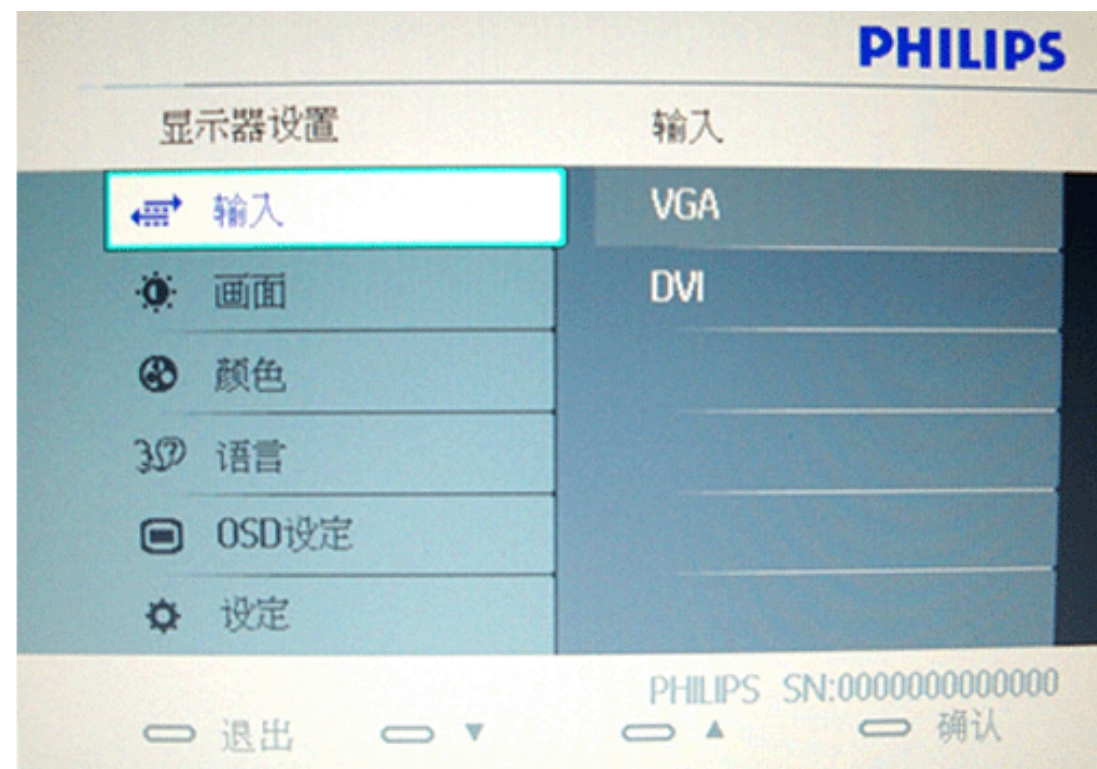 PHILIPS
显示器设置 输入
输入 VGA
画面 DVI
颜色
语言
OSD设定
设定
PHILIPS SN:0000000000000
退出 ▼ ▲ 确认